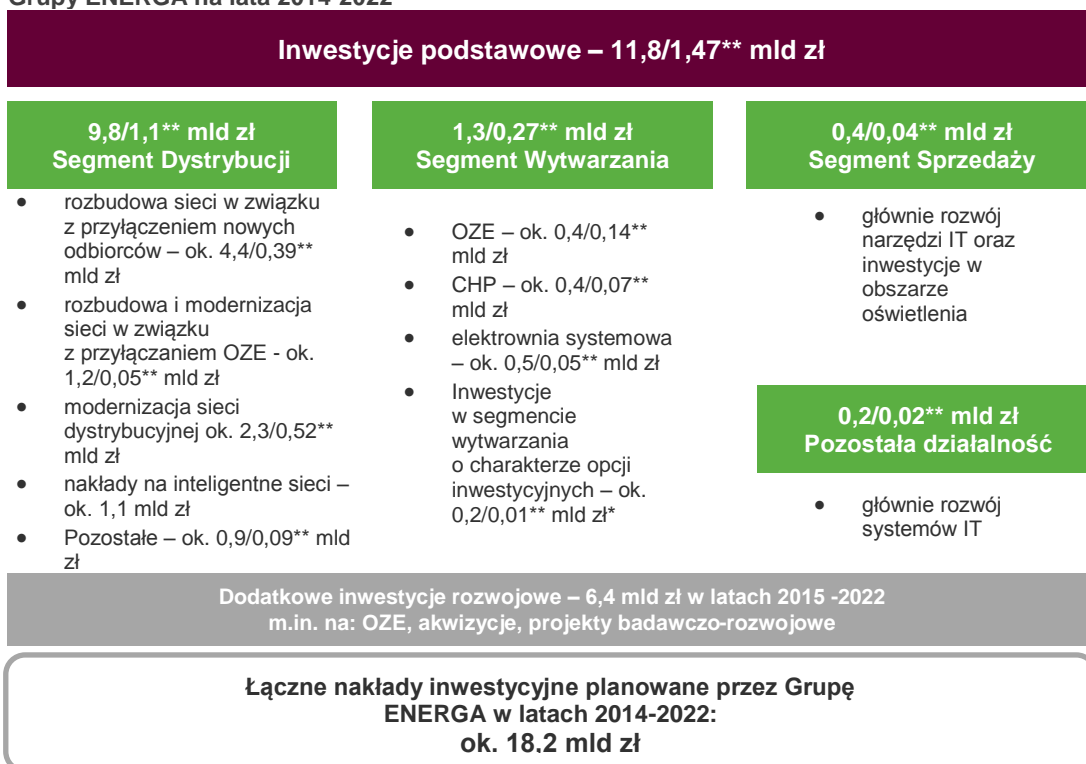 Grupy ENERGA na lata 2014-2022
Inwestycje podstawowe – 11,8/1,47** mld zł
9,8/1,1** mld zł
Segment Dystrybucji
• rozbudowa sieci w związku
z przyłączeniem nowych
odbiorców – ok. 4,4/0,39**
mld zł
• rozbudowa i modernizacja
sieci w związku
z przyłączaniem OZE - ok.
1,2/0,05** mld zł
• modernizacja sieci
dystrybucyjnej ok. 2,3/0,52**
mld zł
• nakłady na inteligentne sieci –
ok. 1,1 mld zł
• Pozostałe – ok. 0,9/0,09** mld
zł
1,3/0,27** mld zł
Segment Wytwarzania
• OZE – ok. 0,4/0,14**
mld zł
• CHP – ok. 0,4/0,07**
mld zł
• elektrownia systemowa
– ok. 0,5/0,05** mld zł
• Inwestycje
w segmencie
wytwarzania
o charakterze opcji
inwestycyjnych – ok.
0,2/0,01** mld zł*
0,4/0,04** mld zł
Segment Sprzedaży
• głównie rozwój
narzędzi IT oraz
inwestycje w
obszarze
oświetlenia
0,2/0,02** mld zł
Pozostała działalność
• głównie rozwój
systemów IT
Dodatkowe inwestycje rozwojowe – 6,4 mld zł w latach 2015 -2022
m.in. na: OZE, akwizycje, projekty badawczo-rozwojowe
Łączne nakłady inwestycyjne planowane przez Grupę
ENERGA w latach 2014-2022:
ok. 18,2 mld zł